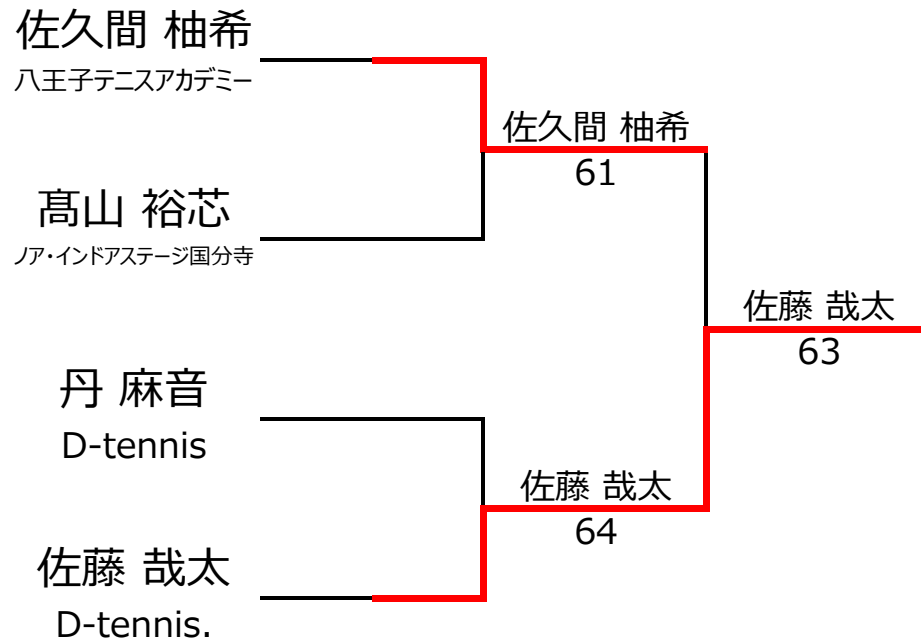 佐久間 柚希
八王子テニスアカデミー
佐久間 柚希
61
髙山 裕芯
ノア・インドアステージ国分寺
佐藤 哉太
63
丹 麻音
D-tennis
佐藤 哉太
64
佐藤 哉太
D-tennis.